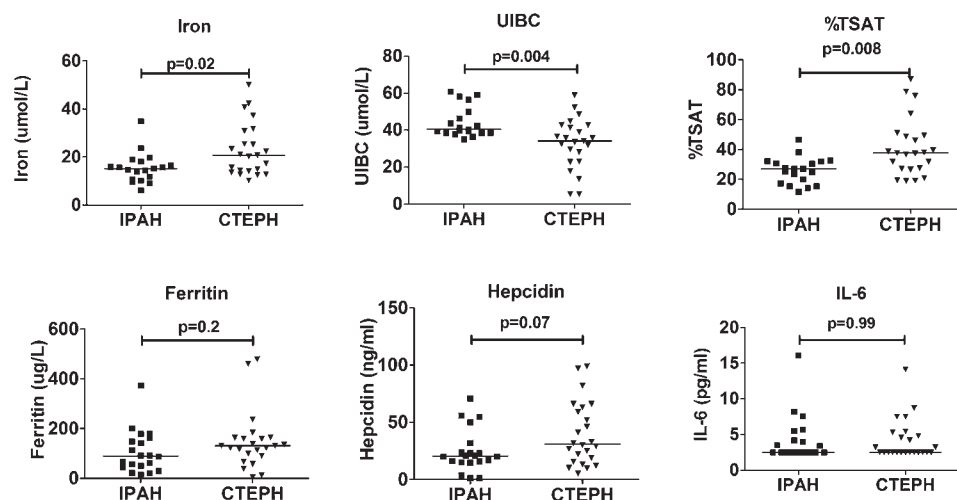 Iron
p=0.02
Iron (umol/L)
60
40
20
0
IPAH CTEPH
UIBC
p=0.004
UIBC (umol/L)
80
60
40
20
0
IPAH CTEPH
%TSAT
p=0.008
%TSAT
100
80
60
40
20
0
IPAH CTEPH
Ferritin
p=0.2
Ferritin (ug/L)
600
400
200
0
IPAH CTEPH
Hepcidin
p=0.07
Hepcidin (ng/ml)
150
100
50
0
IPAH CTEPH
IL-6
p=0.99
IL-6 (pg/ml)
20
15
10
5
0
IPAH CTEPH